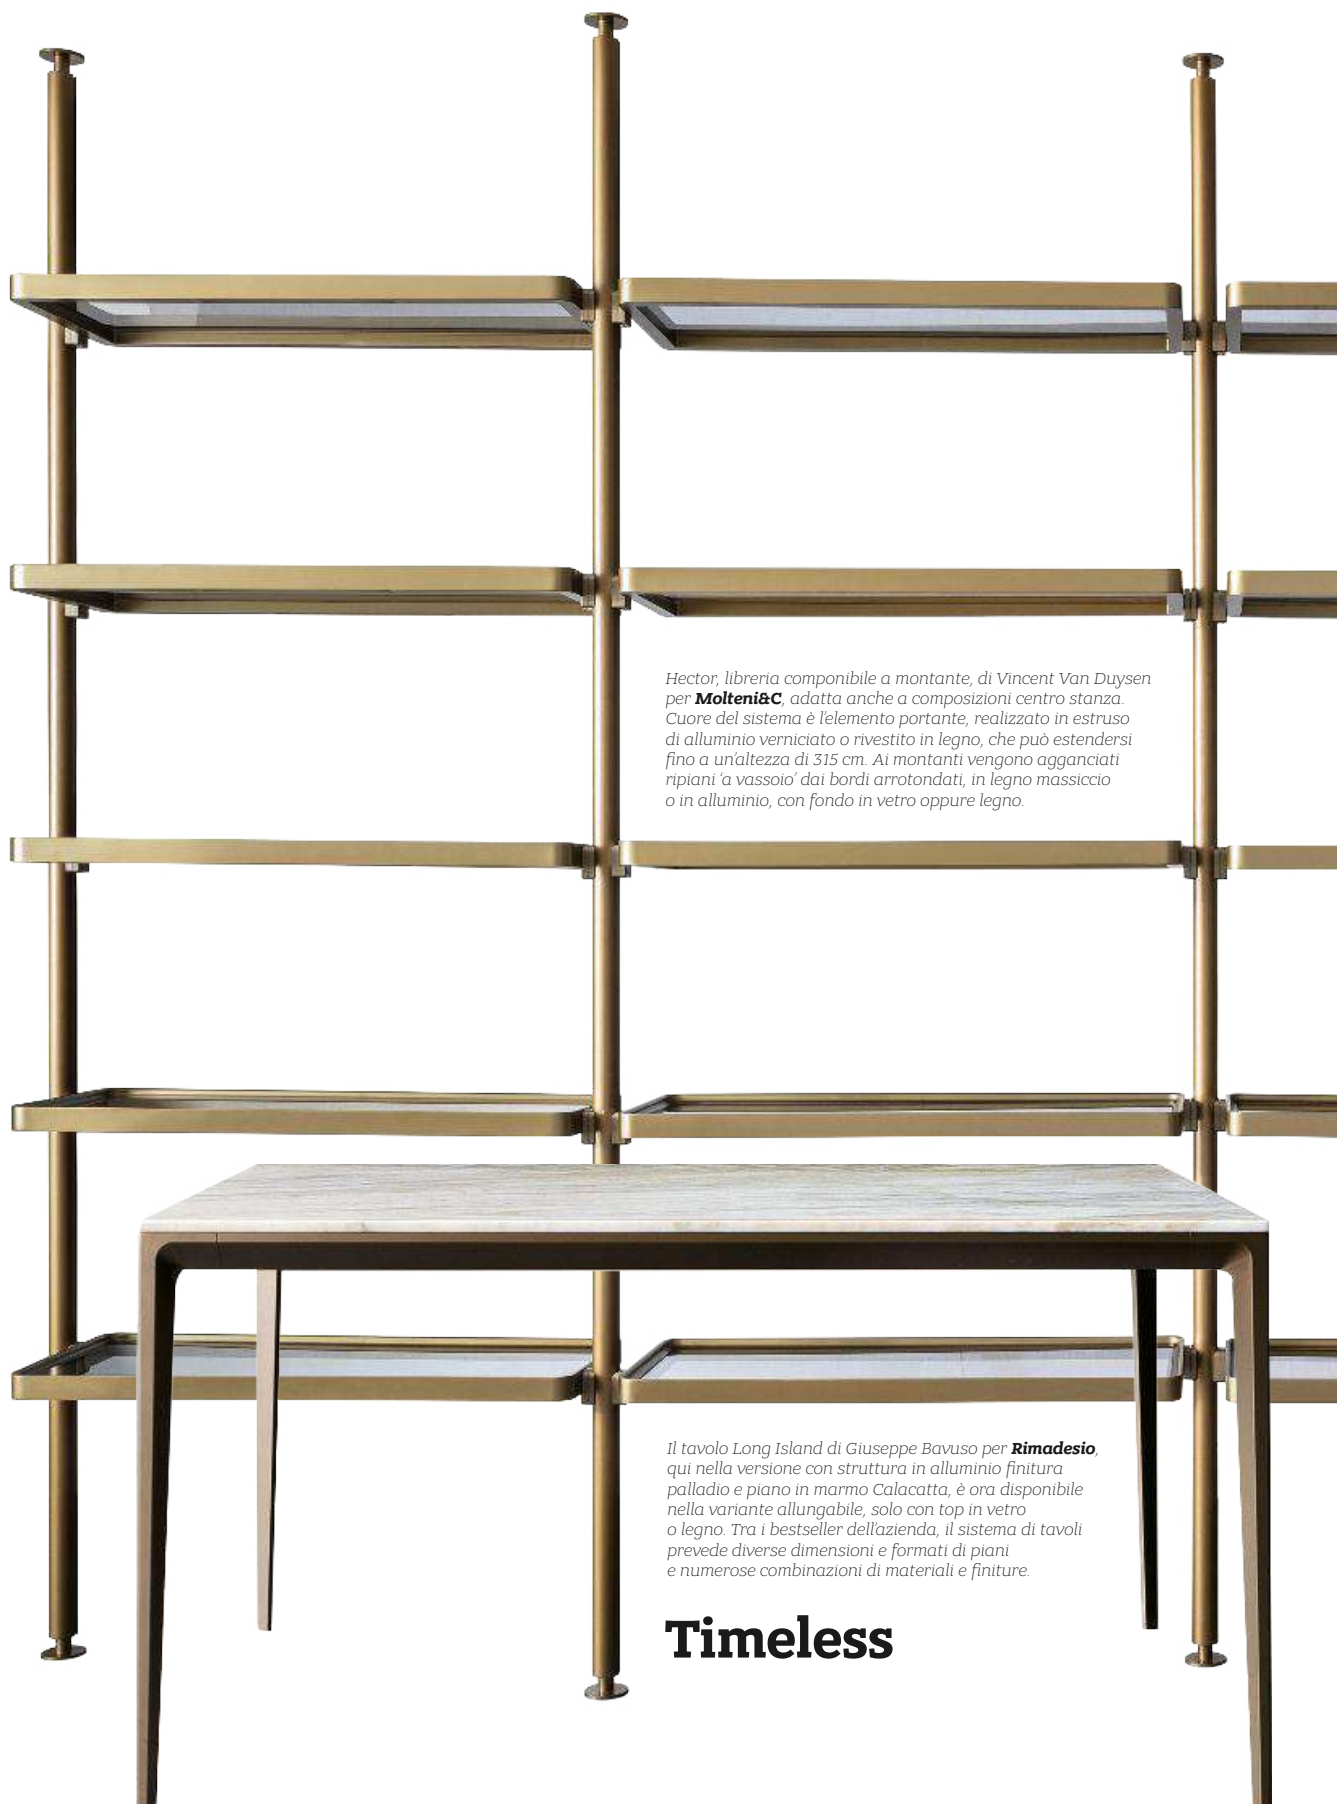 Hector, libreria componibile a montante, di Vincent Van Duysen
per Molteni&C, adatta anche a composizioni centro stanza.
Cuore del sistema è l'elemento portante, realizzato in estruso
di alluminio verniciato o rivestito in legno, che può estendersi
fino a un'altezza di 315 cm. Ai montanti vengono agganciati
ripiani 'a vassoio' dai bordi arrotondati, in legno massiccio
o in alluminio, con fondo in vetro oppure legno.
Il tavolo Long Island di Giuseppe Bavuso per Rimadesio,
qui nella versione con struttura in alluminio finitura
palladio e piano in marmo Calacatta, è ora disponibile
nella variante allungabile, solo con top in vetro
o legno. Tra i bestseller dell'azienda, il sistema di tavoli
prevede diverse dimensioni e formati di piani
e numerose combinazioni di materiali e finiture.
Timeless